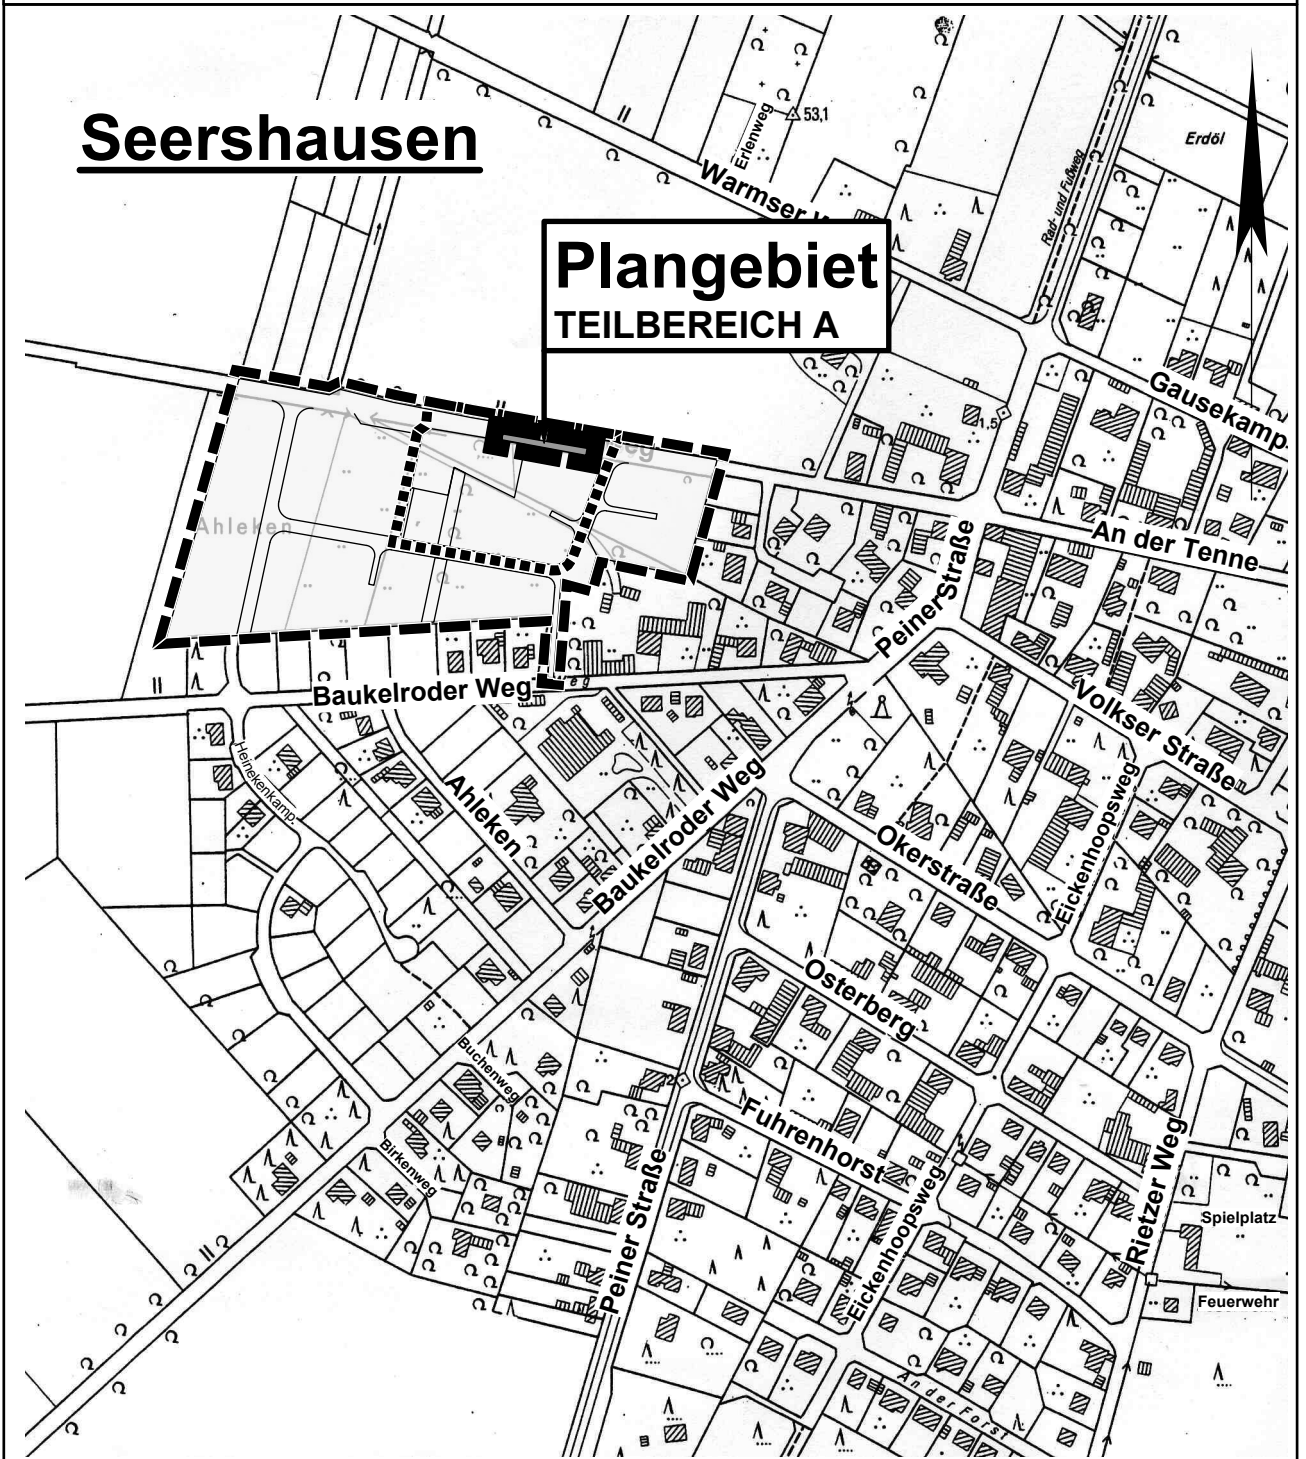 Seershausen
Erlenweg
53,1
Erdöl
Rad- und Fußweg
Warmser
Plangebiet
TEILBEREICH A
Gausekamp
1,5
Ahleken
An der Tenne
Peiner Straße
Baukelroder Weg
Volkser Straße
Heinekenkamp
Ahleken
Baukelroder Weg
Okerstraße
Eickenhoopsweg
Osterberg
Buchenweg
Fuhrenhorst
Birkenweg
Peiner Straße
Eickenhoopsweg
Rietzer Weg
Spielplatz
Feuerwehr
An der Forst